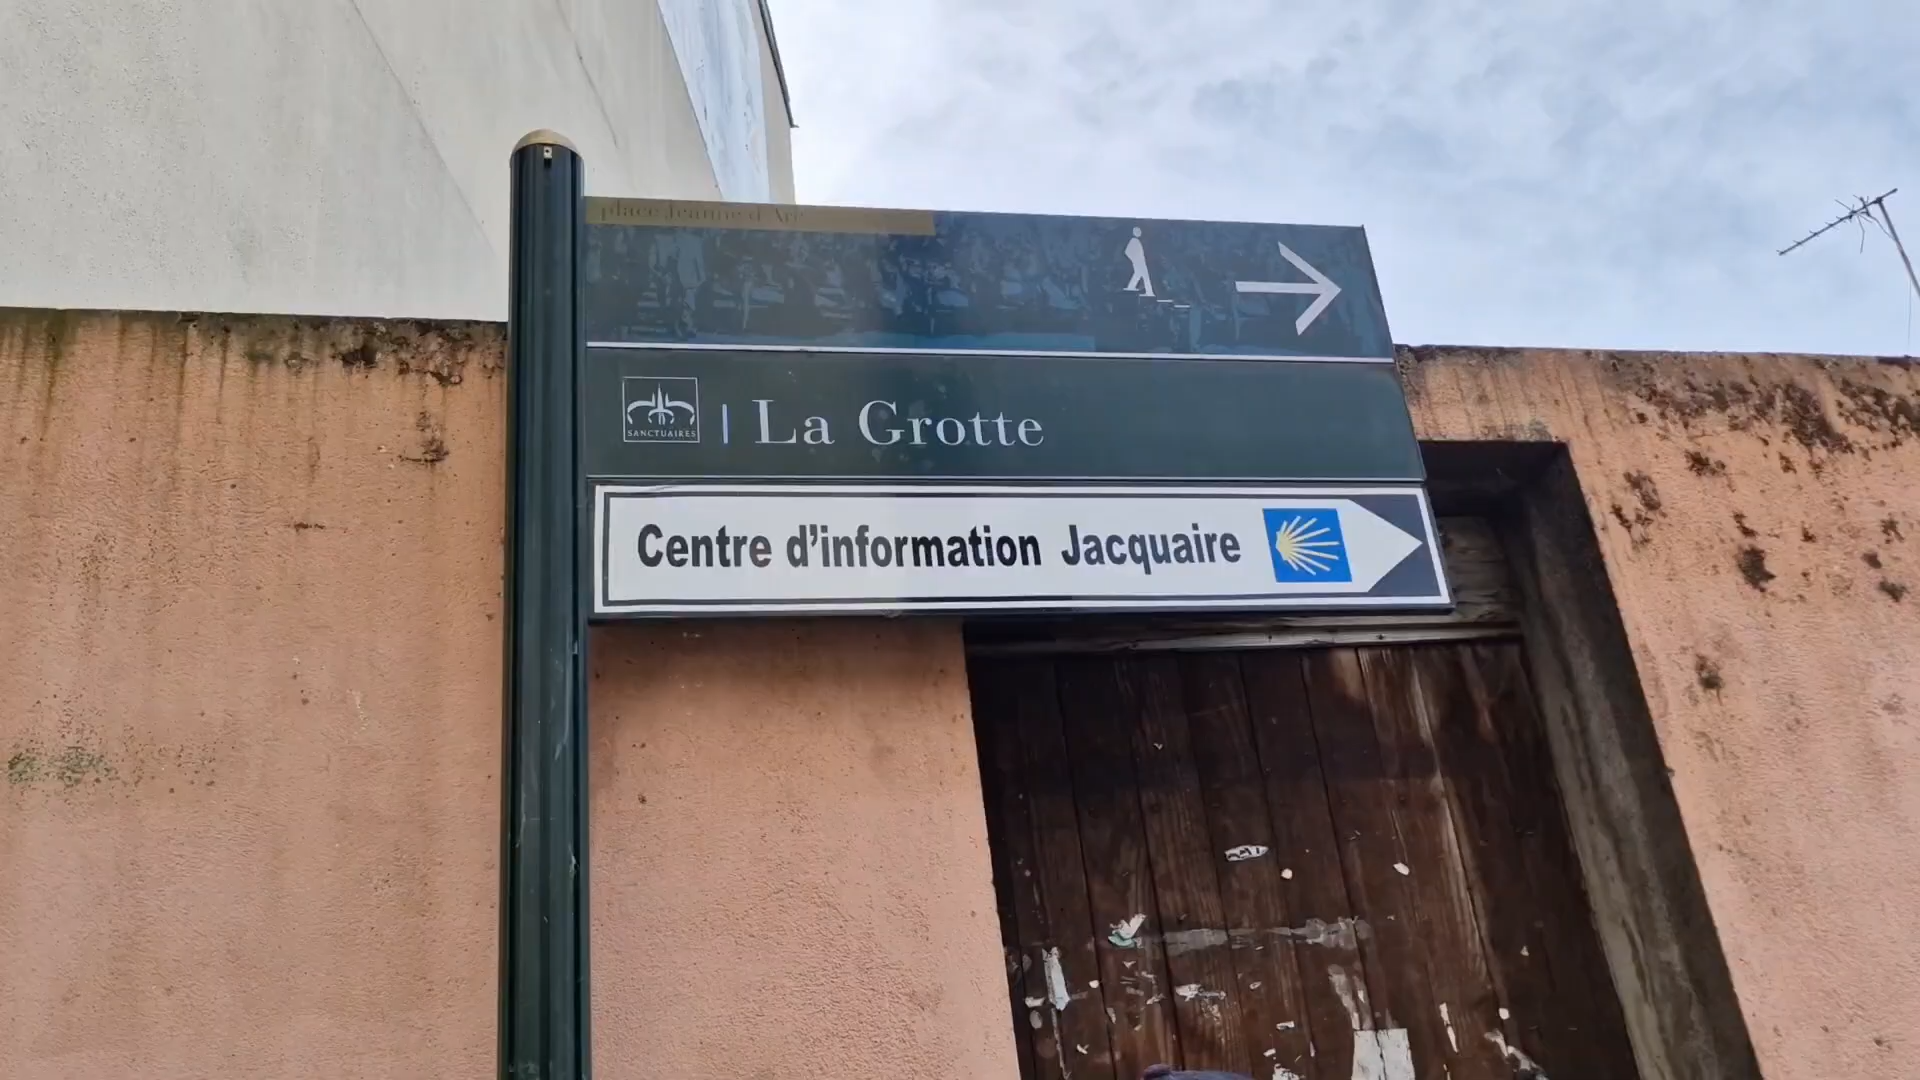 place Jeanne d'Arc
SANCTUAIRES
La Grotte
Centre d'information Jacquaire